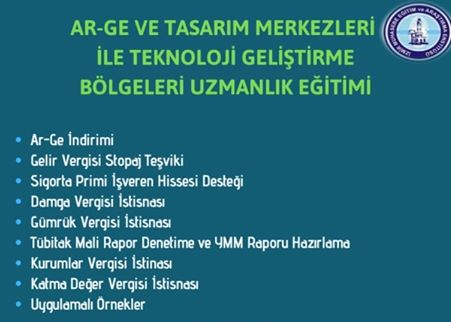 AR-GE VE TASARIM MERKEZLERİ
İLE TEKNOLOJİ GELİŞTİRME
BÖLGELERİ UZMANLIK EĞİTİMİ
Ar-Ge İndirimi
Gelir Vergisi Stopaj Teşviki
Sigorta Primi İşveren Hissesi Desteği
Damga Vergisi İstisnası
Gümrük Vergisi İstisnası
Tübitak Mali Rapor Denetime ve YMM Raporu Hazırlama
Kurumlar Vergisi İstinası
Katma Değer Vergisi İstisnası
Uygulamalı Örnekler